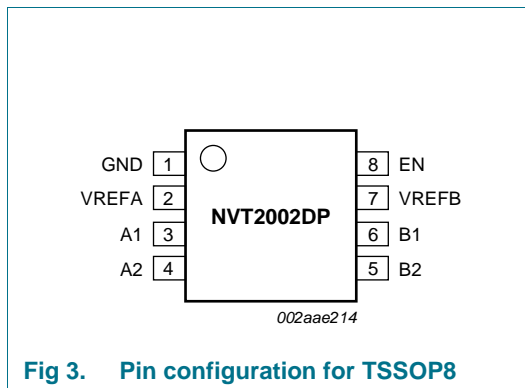 GND 1 8 EN
VREFA 2 7 VREFB
NVT2002DP
A1 3 6 B1
A2 4 5 B2
002aae214
Fig 3. Pin configuration for TSSOP8